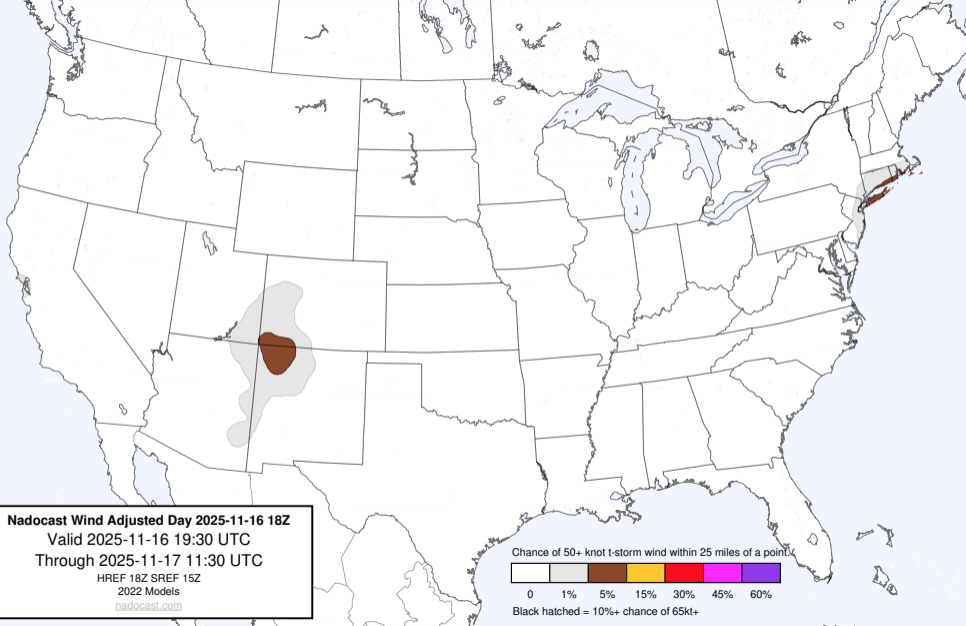 Nadocast Wind Adjusted Day 2025-11-16 18Z
Valid 2025-11-16 19:30 UTC
Through 2025-11-17 11:30 UTC
HREF 18Z SREF 15Z
2022 Models
nadocast.com
Chance of 50+ knot t-storm wind within 25 miles of a point.
0 1% 5% 15% 30% 45% 60%
Black hatched = 10%+ chance of 65kt+